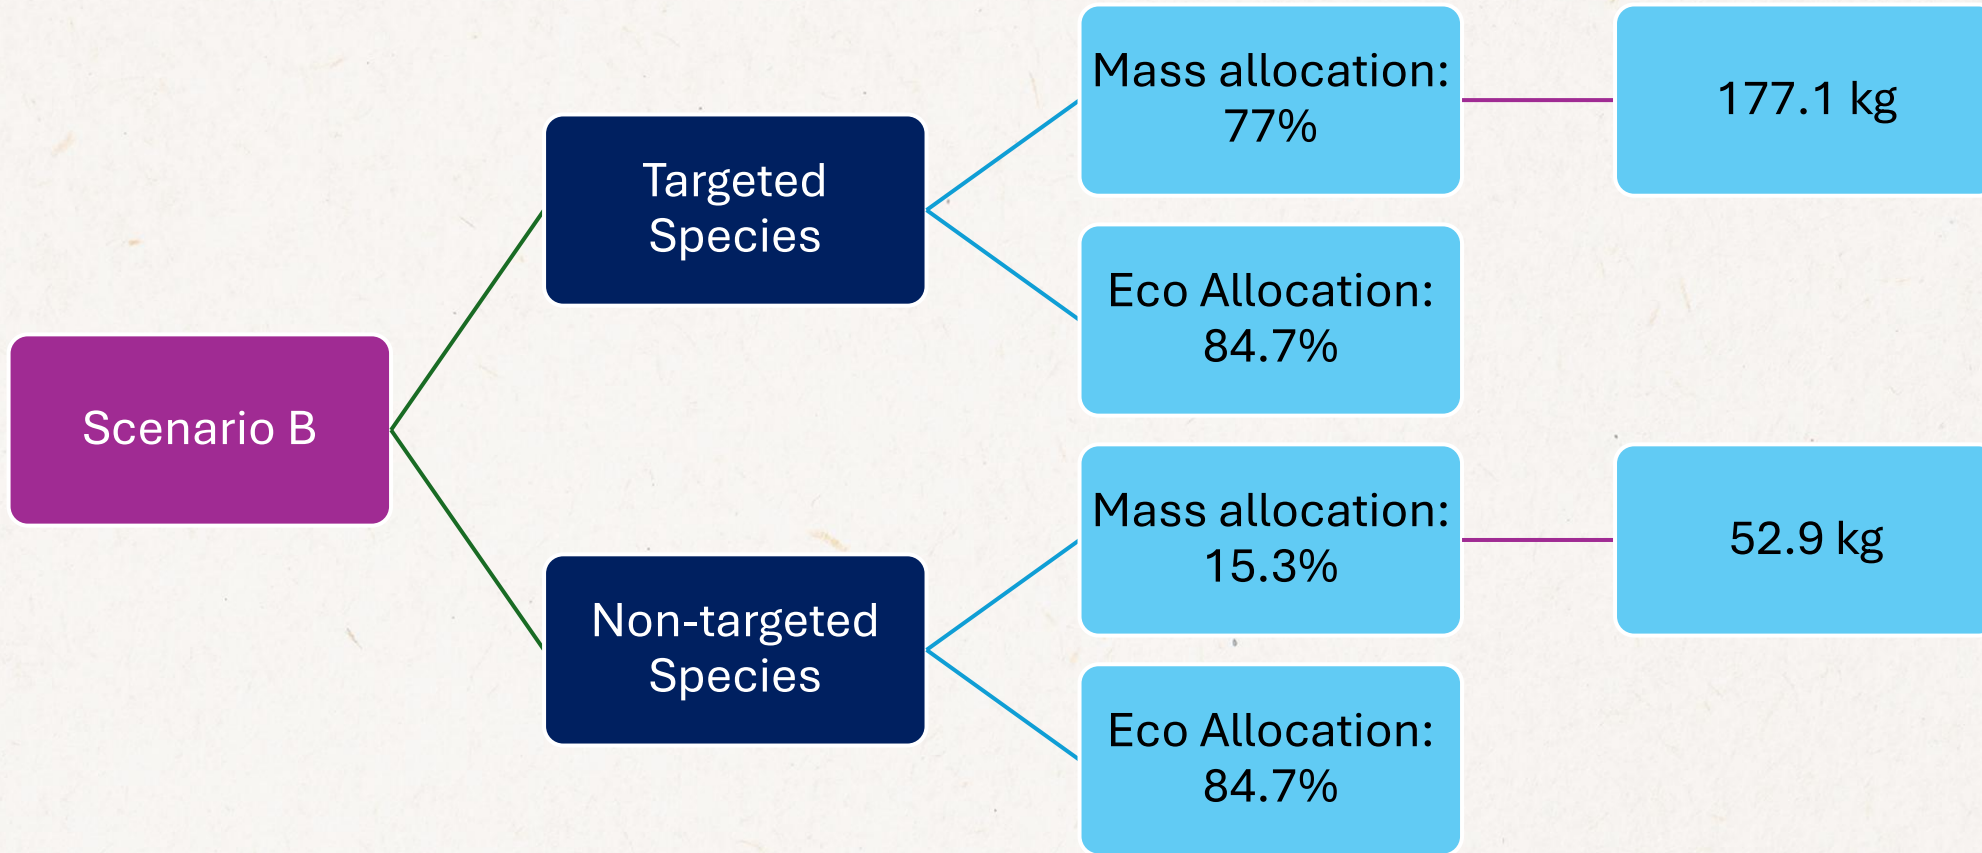 Scenario B
Targeted
Species
Mass allocation:
77%
177.1 kg
Eco Allocation:
84.7%
Non-targeted
Species
Mass allocation:
15.3%
52.9 kg
Eco Allocation:
84.7%